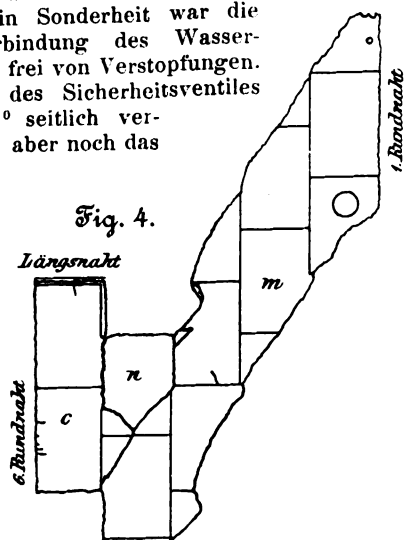 in Sonderheit war die
rbindung des Wasser-
frei von Verstopfungen.
des Sicherheitsventiles
⁰ seitlich ver-
aber noch das
1. Rundnaht
Fig. 4.
Längsnaht
m
n
c
6. Rundnaht